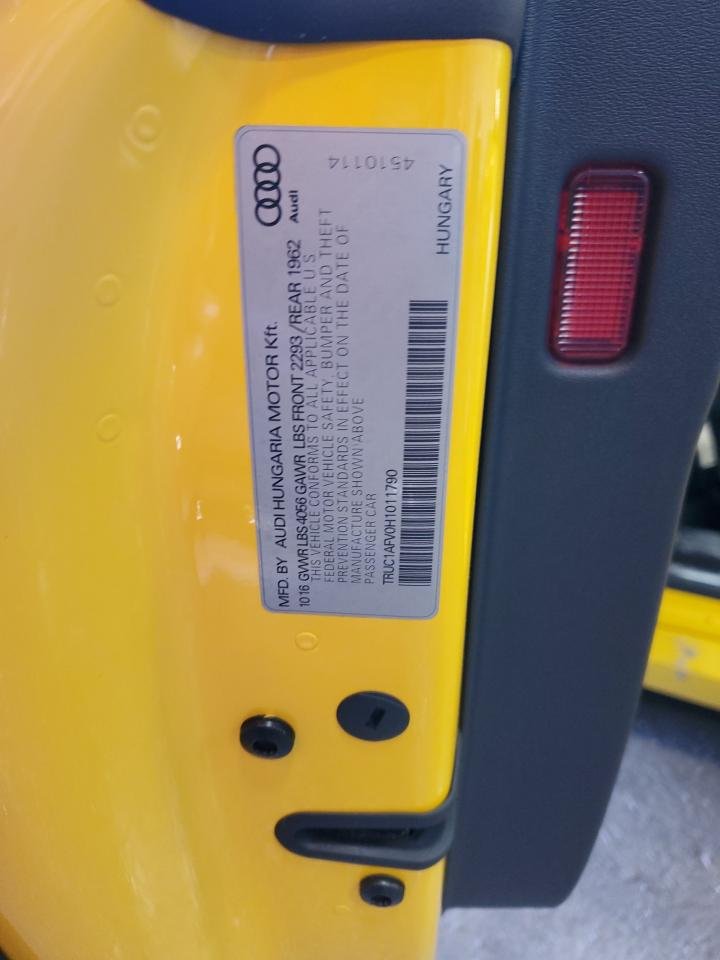 MFD. BY AUDI HUNGARIA MOTOR Kft.
1016 GVWR LBS 4056 GAWR LBS FRONT 2293 / REAR 1962
THIS VEHICLE CONFORMS TO ALL APPLICABLE U S
FEDERAL MOTOR VEHICLE SAFETY, BUMPER AND THEFT
PREVENTION STANDARDS IN EFFECT ON THE DATE OF
MANUFACTURE SHOWN ABOVE
PASSENGER CAR
TRUC1AFV0H1011790
Audi
4510114
HUNGARY